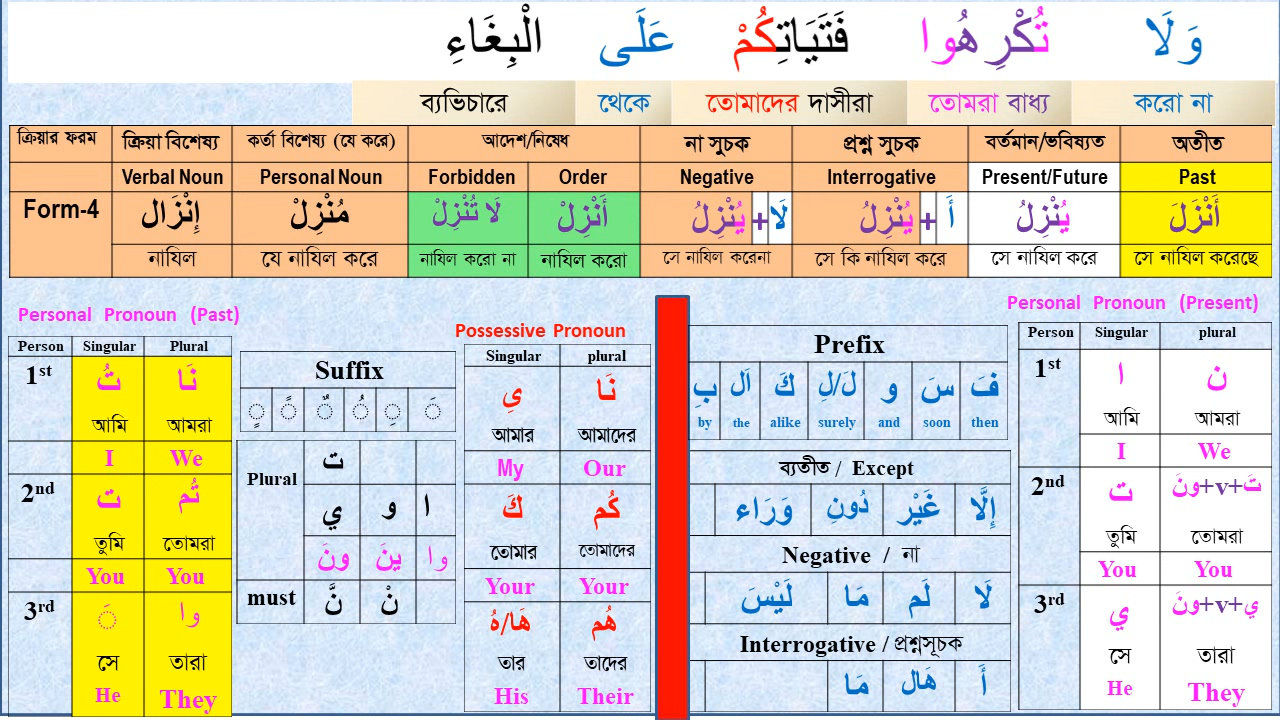 وَلَا تُكْرِهُوا فَتَيَاتِكُمْ عَلَى الْبِغَاءِ
ব্যভিচারে থেকে তোমাদের দাসীরা তোমরা বাধ্য করো না
ক্রিয়ার ফরম ক্রিয়া বিশেষ্য কর্তা বিশেষ্য (যে করে) আদেশ/নিষেধ না সুচক প্রশ্ন সুচক বর্তমান/ভবিষ্যত অতীত
Verbal Noun Personal Noun Forbidden Order Negative Interrogative Present/Future Past
Form-4 إِنْزَال مُنْزِلْ لَا تُنْزِلْ أَنْزِلْ يُنْزِلُ + لَا يُنْزِلُ + أَ يُنْزِلُ أَنْزَلَ
নাযিল যে নাযিল করে নাযিল করো না নাযিল করো সে নাযিল করেনা সে কি নাযিল করে সে নাযিল করে সে নাযিল করেছে
Personal Pronoun (Past)
Person Singular Plural
1st تُ نَا
আমি আমরা
I We
2nd ت تُم
তুমি তোমরা
You You
3rd َ وا
সে তারা
He They
Suffix
ٍ ً ٌ ُ ِ َ
Plural ت
ي و ا
ونَ ينَ وا
must نَّ نْ
Possessive Pronoun
Singular plural
يِ نَا
আমার আমাদের
My Our
كَ كُم
তোমার তোমাদের
Your Your
هَا/هُ هُم
তার তাদের
His Their
Prefix
بِ اَل كَ لَ/لِ و سَ فَ
by the alike surely and soon then
ব্যতীত / Except
وَرَاء دُونِ غَيْر إِلَّا
Negative / না
لَيْسَ مَا لَم لَا
Interrogative / প্রশ্নসূচক
مَا هَال أَ
Personal Pronoun (Present)
Person Singular plural
1st ا ن
আমি আমরা
I We
2nd ت تَ+v+ونَ
তুমি তোমরা
You You
3rd ي ي+v+ونَ
সে তারা
He They